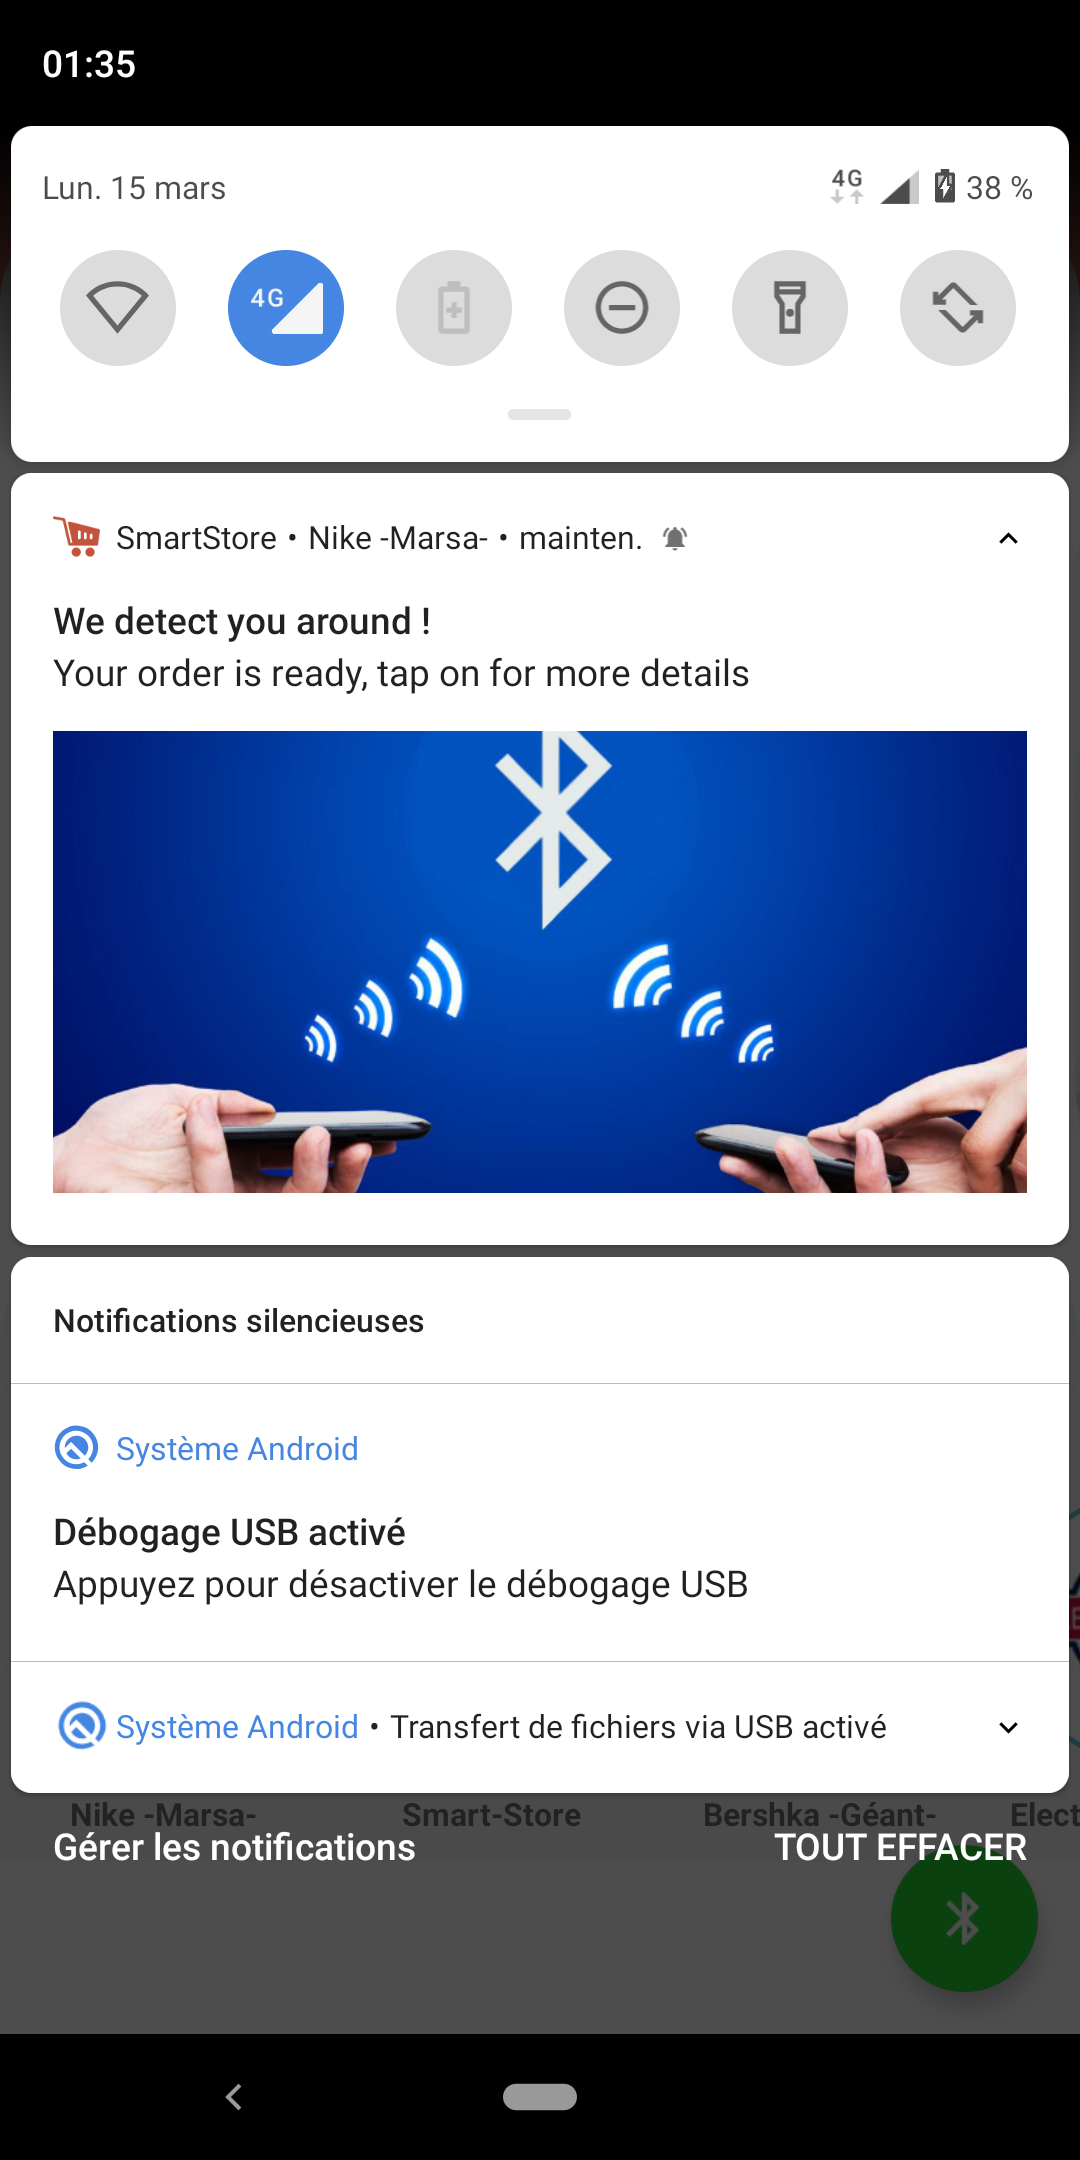 01:35
Lun. 15 mars
4G
38 %
4G
SmartStore • Nike -Marsa- • mainten.
We detect you around !
Your order is ready, tap on for more details
Notifications silencieuses
Système Android
Débogage USB activé
Appuyez pour désactiver le débogage USB
Système Android • Transfert de fichiers via USB activé
Nike -Marsa-
Smart-Store
Bershka -Géant-
Elect
Gérer les notifications
TOUT EFFACER